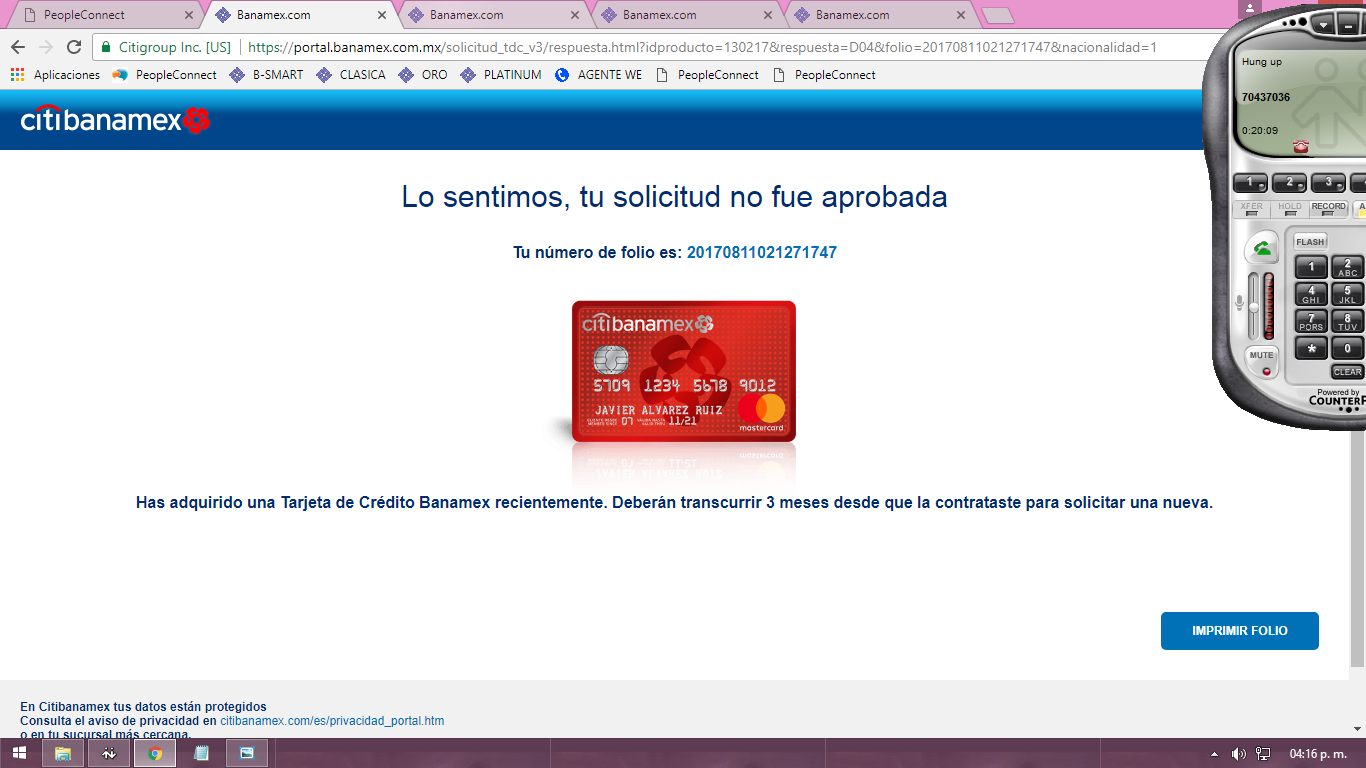 PeopleConnect
Banamex.com
Banamex.com
Banamex.com
Banamex.com
Citigroup Inc. [US]
https://portal.banamex.com.mx/solicitud_tdc_v3/respuesta.html?idproducto=130217&respuesta=D04&folio=20170811021271747&nacionalidad=1
Aplicaciones PeopleConnect B-SMART CLASICA ORO PLATINUM AGENTE WE PeopleConnect PeopleConnect
citibanamex
Lo sentimos, tu solicitud no fue aprobada
Tu número de folio es: 20170811021271747
citibanamex
5709 1234 5678 9012
JAVIER ALVAREZ RUIZ
07 11/21
mastercard
Has adquirido una Tarjeta de Crédito Banamex recientemente. Deberán transcurrir 3 meses desde que la contrataste para solicitar una nueva.
IMPRIMIR FOLIO
En Citibanamex tus datos están protegidos
Consulta el aviso de privacidad en citibanamex.com/es/privacidad_portal.htm
o en tu sucursal más cercana.
Hung up
70437036
0:20:09
1 2 3
XFER HOLD RECORD A
FLASH
1 2 ABC
4 GHI 5 JKL
7 PQRS 8 TUV
* 0
MUTE
CLEAR
Powered by
COUNTERP
04:16 p. m.